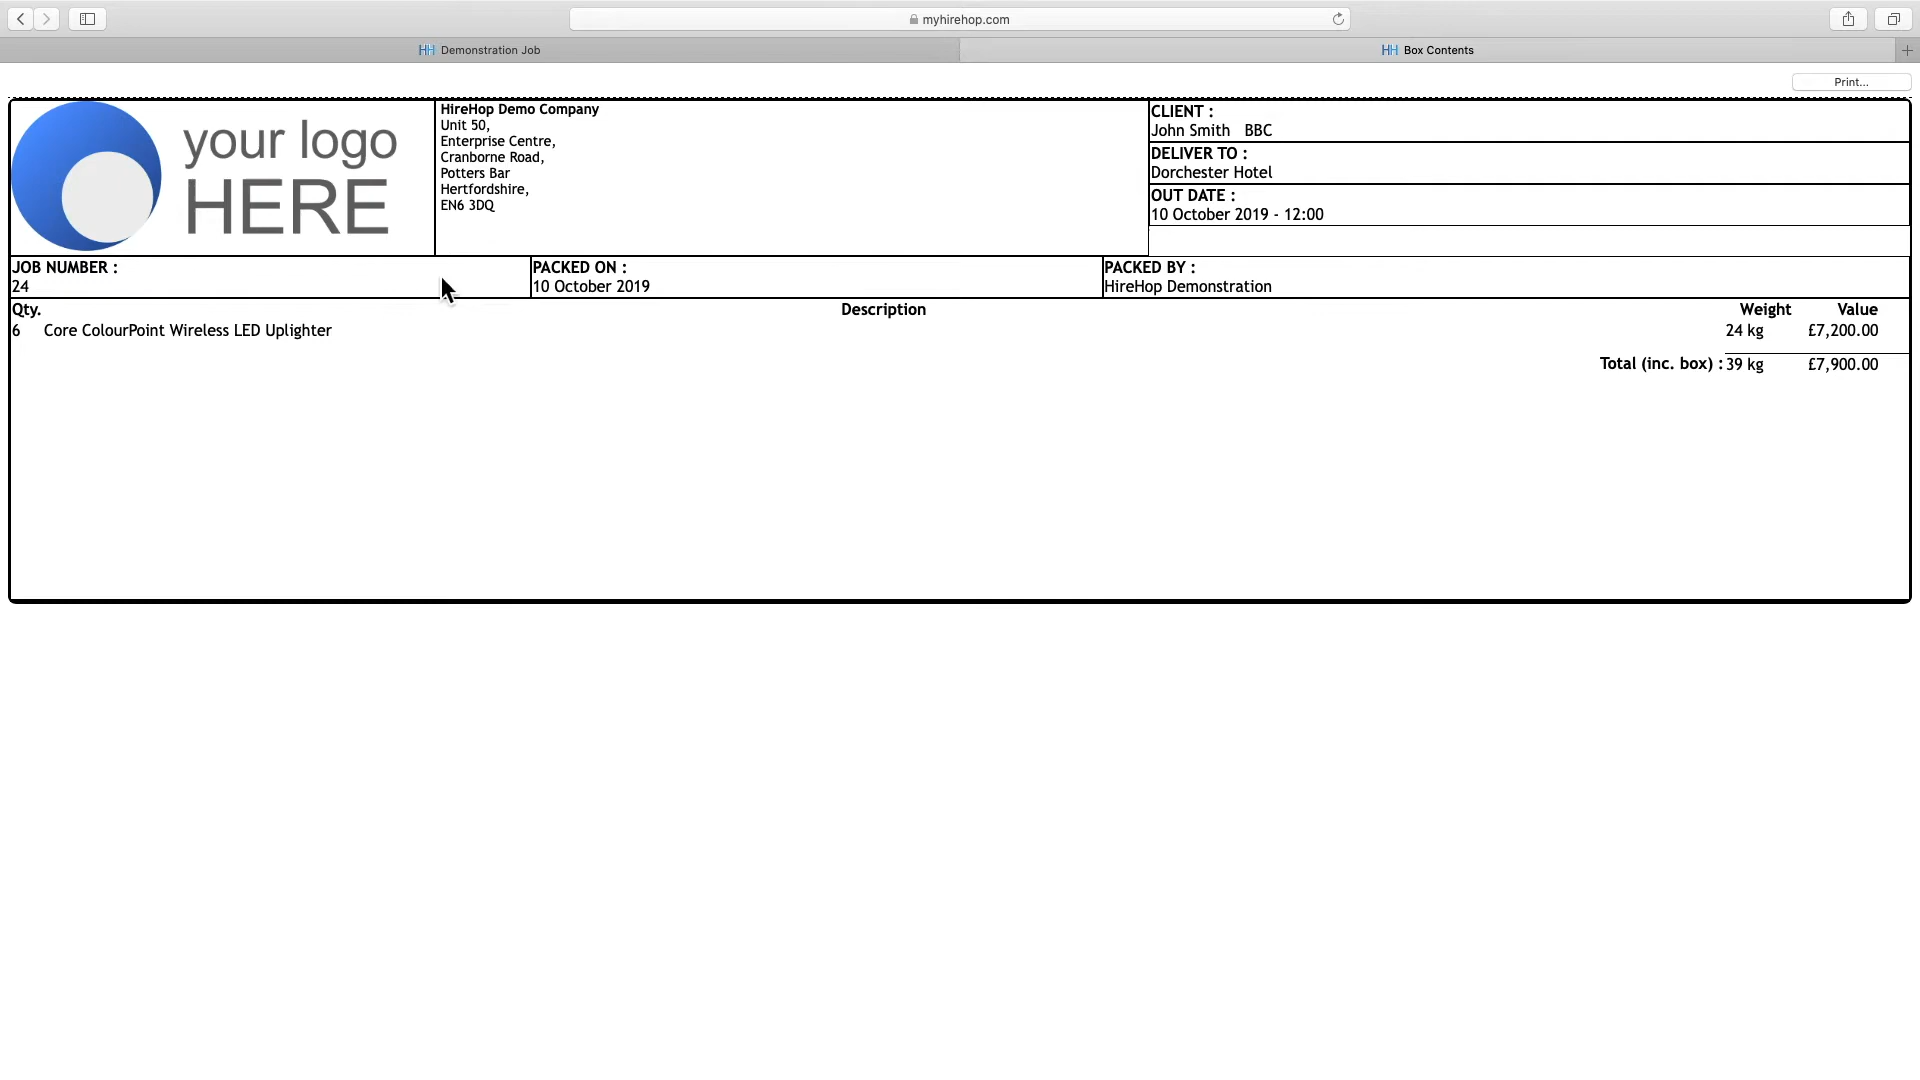 myhirehop.com
HH Demonstration Job
HH Box Contents
Print...
your logo
HERE
HireHop Demo Company
Unit 50,
Enterprise Centre,
Cranborne Road,
Potters Bar
Hertfordshire,
EN6 3DQ
CLIENT :
John Smith BBC
DELIVER TO :
Dorchester Hotel
OUT DATE :
10 October 2019 - 12:00
JOB NUMBER :
24
PACKED ON :
10 October 2019
PACKED BY :
HireHop Demonstration
Qty. Description Weight Value
6 Core ColourPoint Wireless LED Uplighter 24 kg £7,200.00
Total (inc. box) : 39 kg £7,900.00